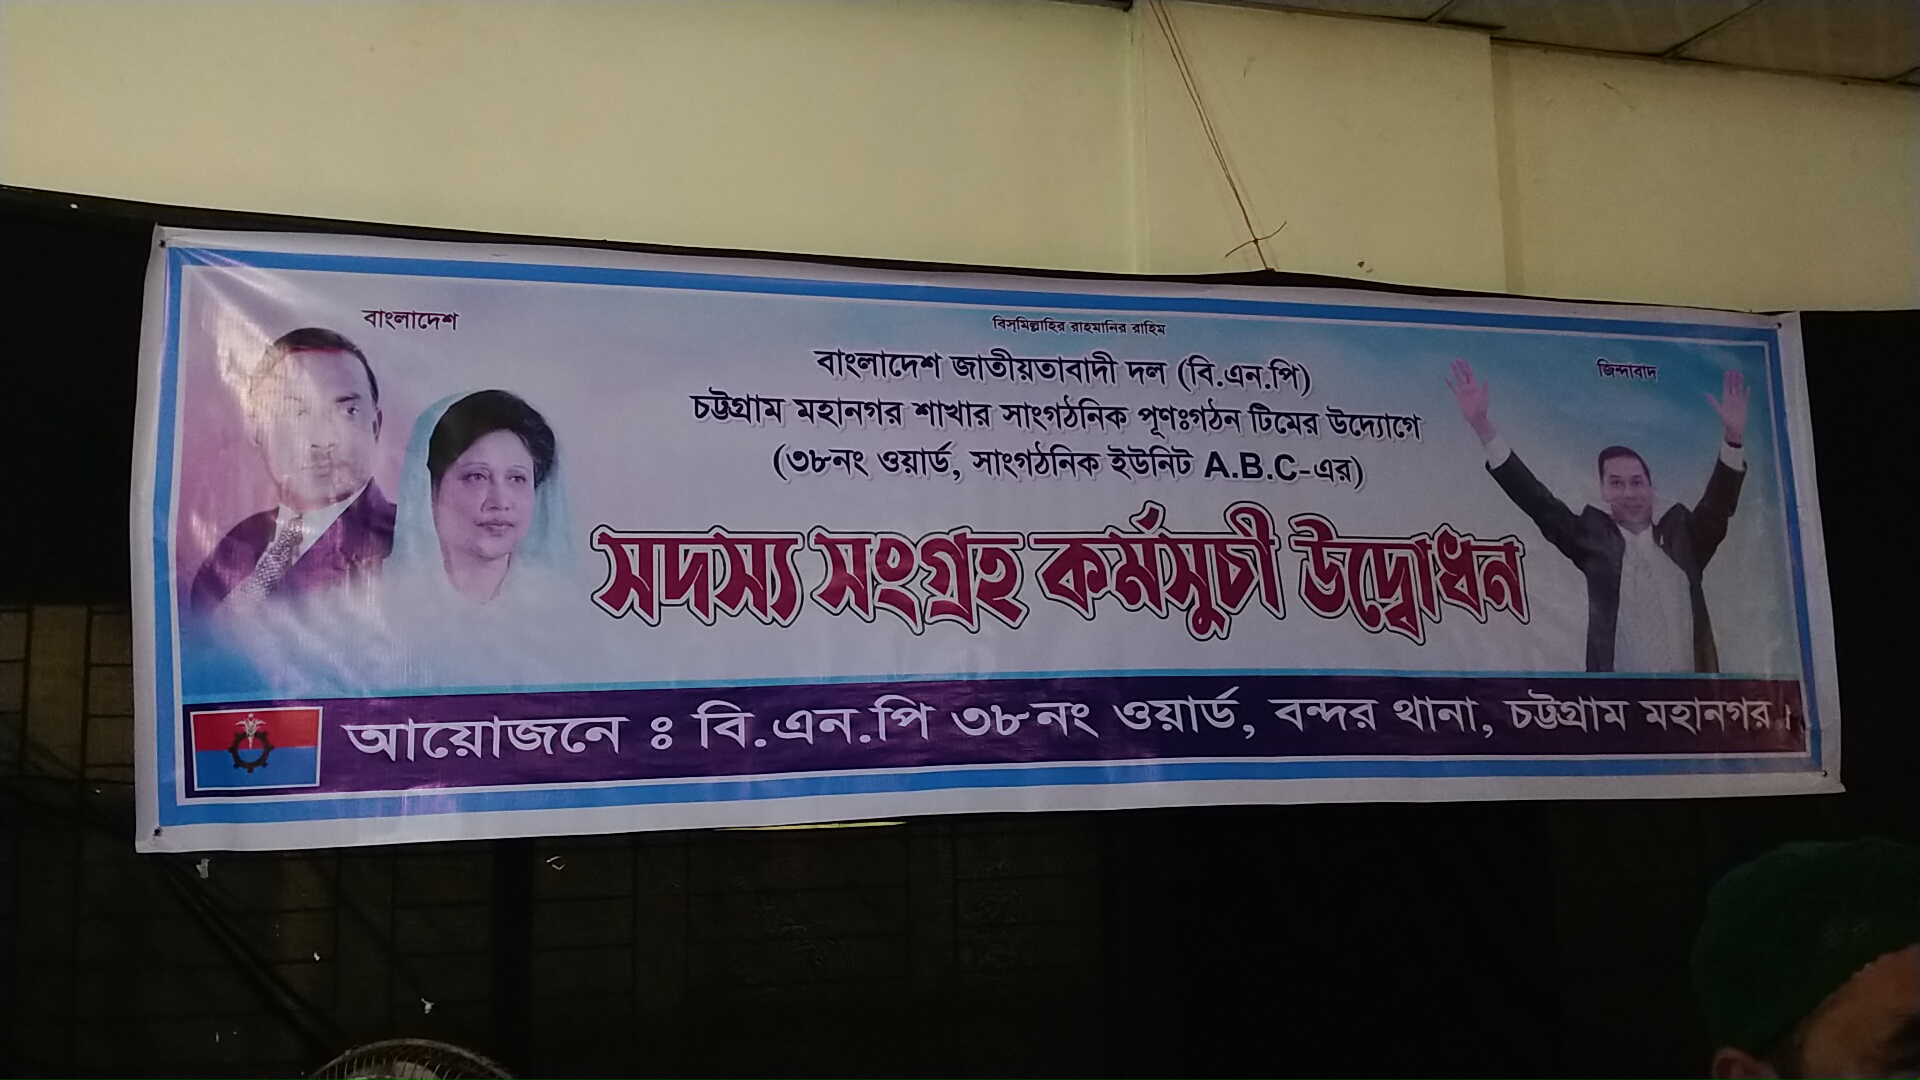 বাংলাদেশ
জিন্দাবাদ
বিসমিল্লাহির রাহমানির রাহিম
বাংলাদেশ জাতীয়তাবাদী দল (বি.এন.পি)
চট্টগ্রাম মহানগর শাখার সাংগঠনিক পূণঃগঠন টিমের উদ্যোগে
(৩৮নং ওয়ার্ড, সাংগঠনিক ইউনিট A.B.C-এর)
সদস্য সংগ্রহ কর্মসুচী উদ্বোধন
আয়োজনে ঃ বি.এন.পি ৩৮নং ওয়ার্ড, বন্দর থানা, চট্টগ্রাম মহানগর।